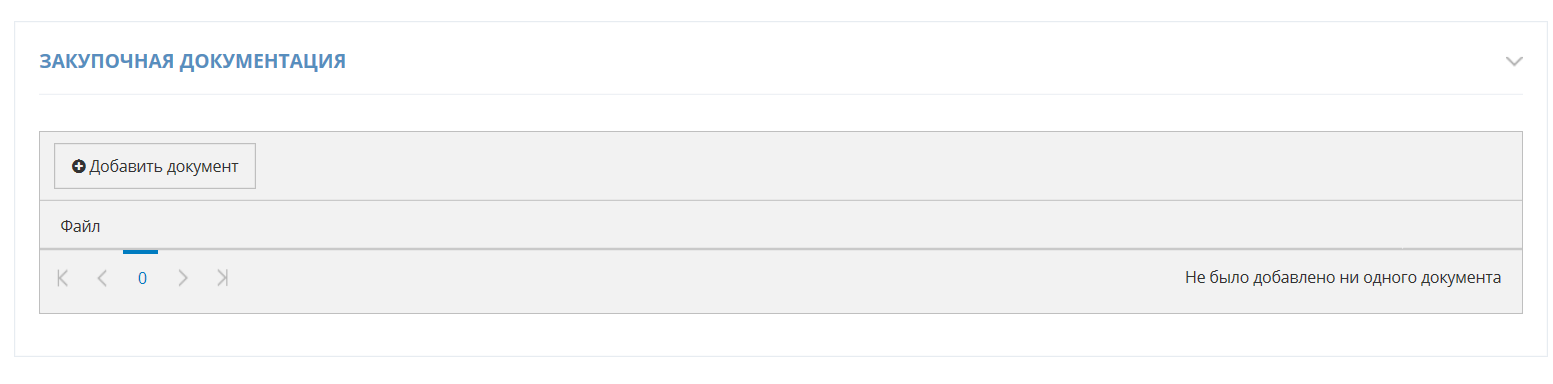 ЗАКУПОЧНАЯ ДОКУМЕНТАЦИЯ
Добавить документ
Файл
0
Не было добавлено ни одного документа